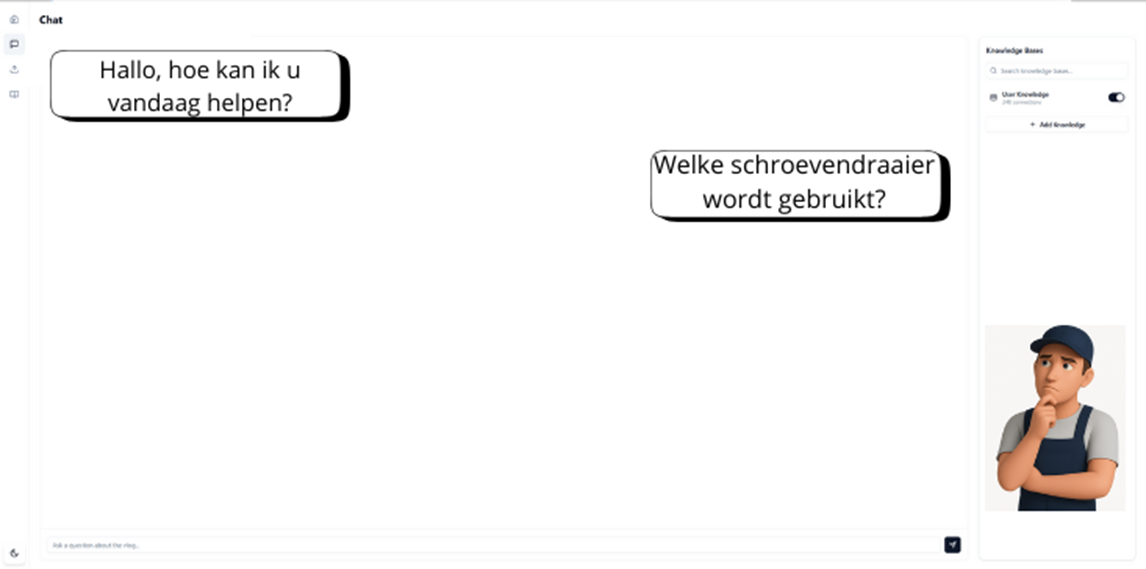 Chat
Hallo, hoe kan ik u
vandaag helpen?
Welke schroevendraaier
wordt gebruikt?
Ask a question about the
Knowledge Bases
Search knowledge bases...
User Knowledge
+ Add Knowledge